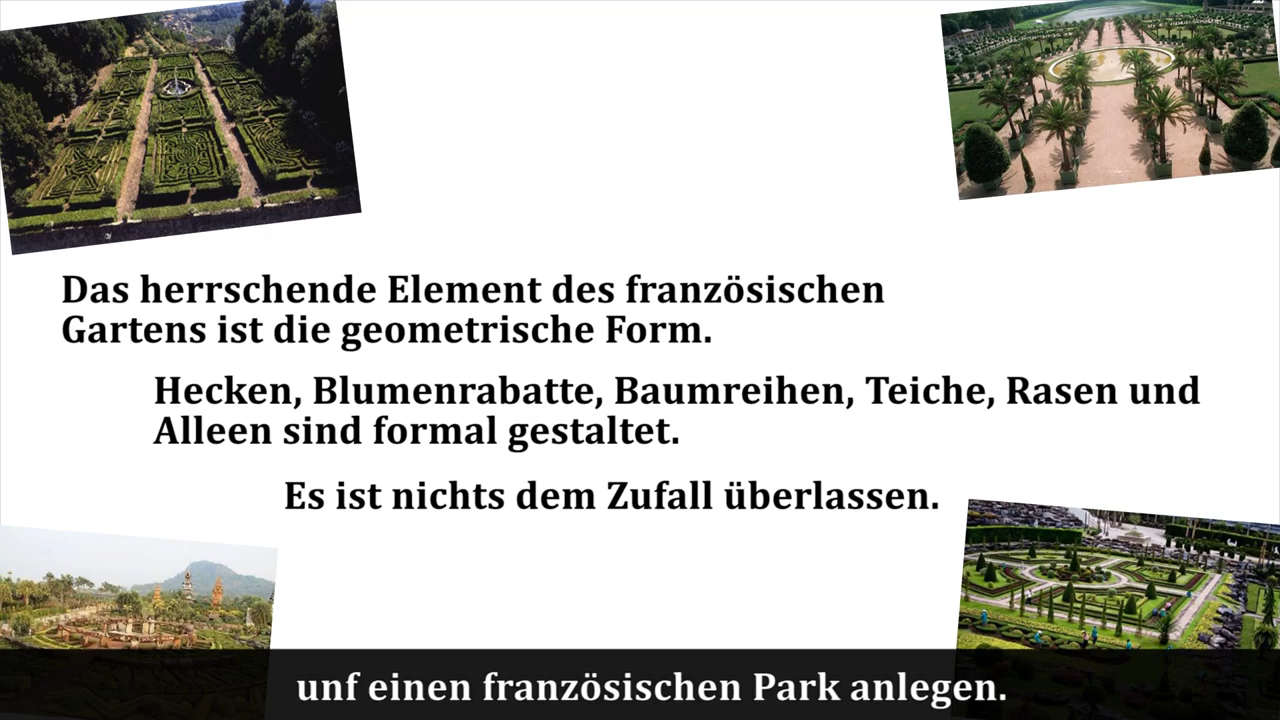 Das herrschende Element des französischen
Gartens ist die geometrische Form.
Hecken, Blumenrabatte, Baumreihen, Teiche, Rasen und
Alleen sind formal gestaltet.
Es ist nichts dem Zufall überlassen.
unf einen französischen Park anlegen.